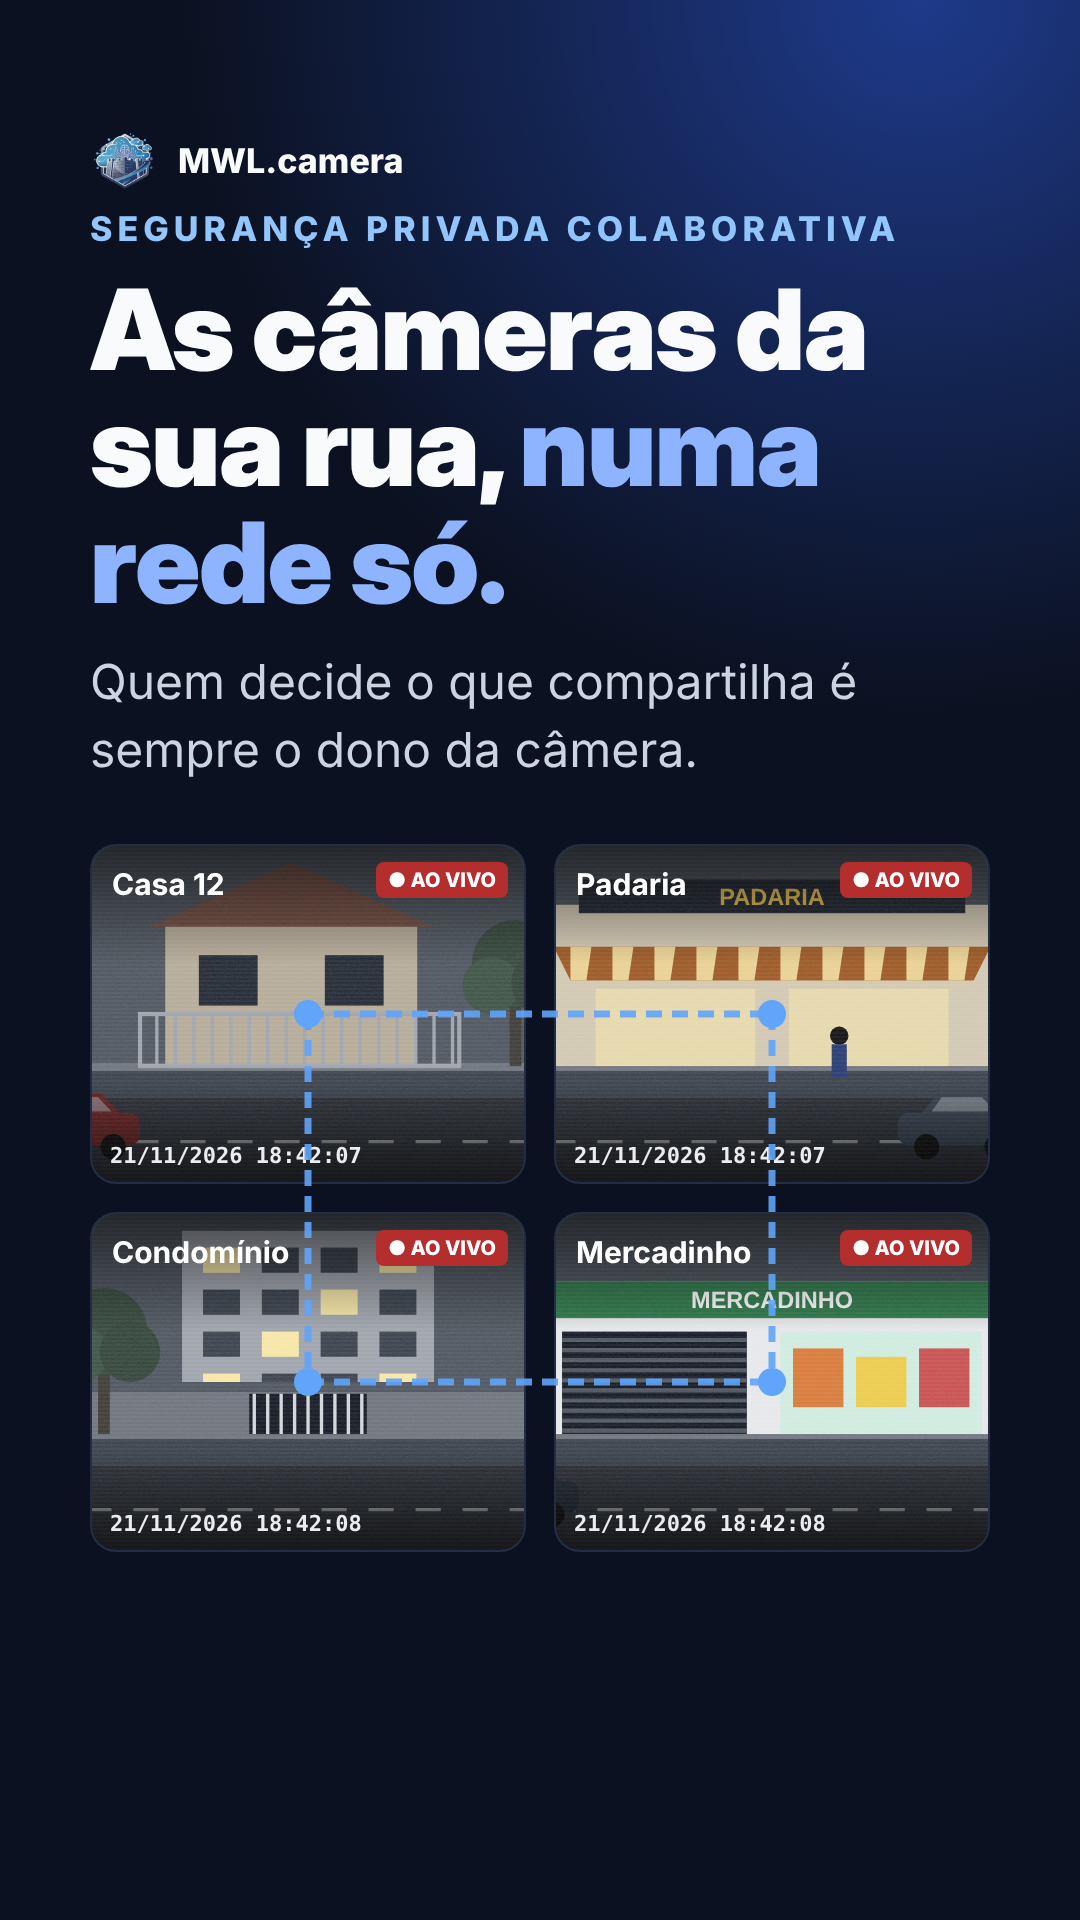 MWL.camera
SEGURANÇA PRIVADA COLABORATIVA
As câmeras da
sua rua, numa
rede só.
Quem decide o que compartilha é
sempre o dono da câmera.
Casa 12
AO VIVO
21/11/2026 18:42:07
Padaria
AO VIVO
PADARIA
21/11/2026 18:42:07
Condomínio
AO VIVO
21/11/2026 18:42:08
Mercadinho
AO VIVO
MERCADINHO
21/11/2026 18:42:08